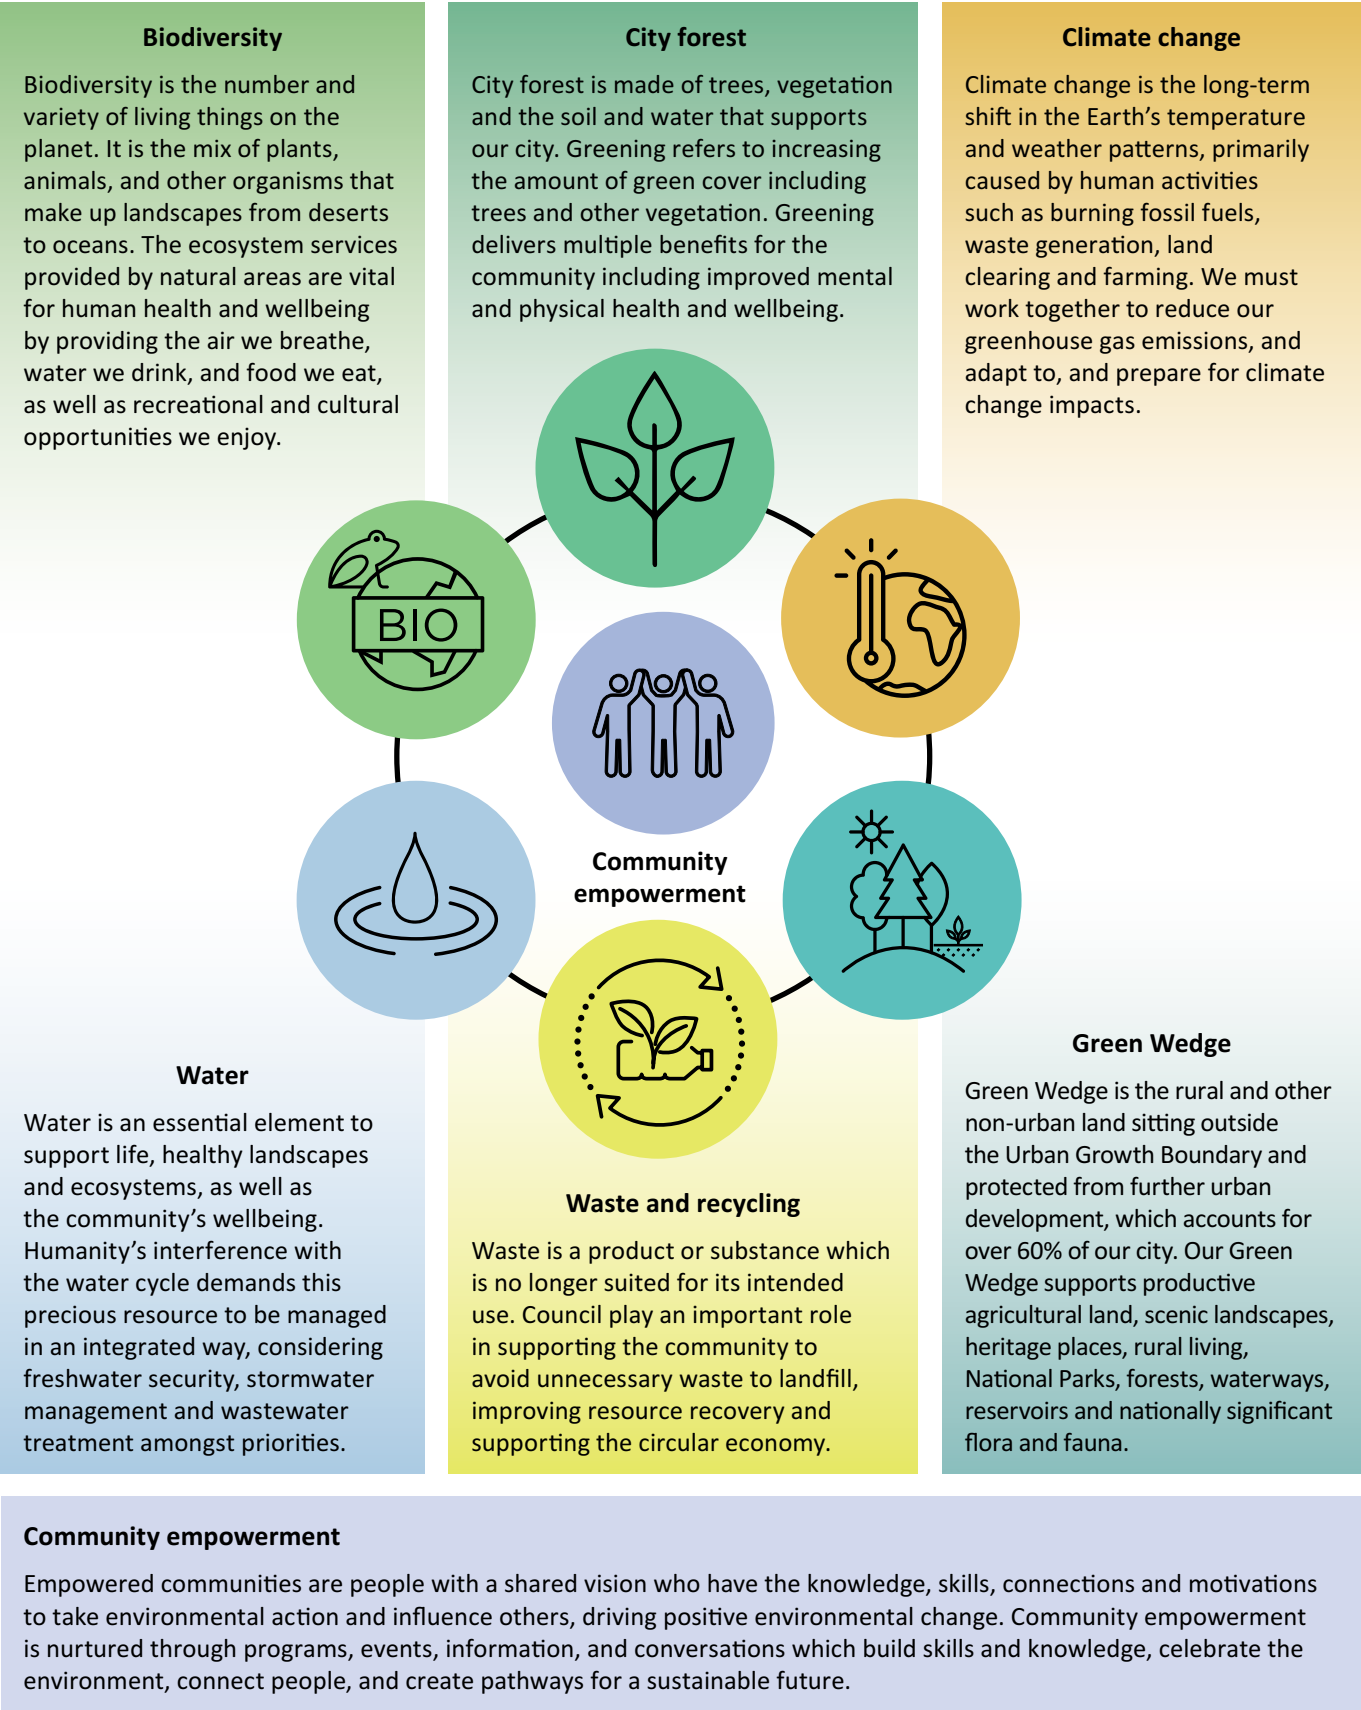 Biodiversity
Biodiversity is the number and
variety of living things on the
planet. It is the mix of plants,
animals, and other organisms that
make up landscapes from deserts
to oceans. The ecosystem services
provided by natural areas are vital
for human health and wellbeing
by providing the air we breathe,
water we drink, and food we eat,
as well as recreational and cultural
opportunities we enjoy.
City forest
City forest is made of trees, vegetation
and the soil and water that supports
our city. Greening refers to increasing
the amount of green cover including
trees and other vegetation. Greening
delivers multiple benefits for the
community including improved mental
and physical health and wellbeing.
Climate change
Climate change is the long-term
shift in the Earth's temperature
and weather patterns, primarily
caused by human activities
such as burning fossil fuels,
waste generation, land
clearing and farming. We must
work together to reduce our
greenhouse gas emissions, and
adapt to, and prepare for climate
change impacts.
BIO
Community
empowerment
Water
Water is an essential element to
support life, healthy landscapes
and ecosystems, as well as
the community's wellbeing.
Humanity's interference with
the water cycle demands this
precious resource to be managed
in an integrated way, considering
freshwater security, stormwater
management and wastewater
treatment amongst priorities.
Waste and recycling
Waste is a product or substance which
is no longer suited for its intended
use. Council play an important role
in supporting the community to
avoid unnecessary waste to landfill,
improving resource recovery and
supporting the circular economy.
Green Wedge
Green Wedge is the rural and other
non-urban land sitting outside
the Urban Growth Boundary and
protected from further urban
development, which accounts for
over 60% of our city. Our Green
Wedge supports productive
agricultural land, scenic landscapes,
heritage places, rural living,
National Parks, forests, waterways,
reservoirs and nationally significant
flora and fauna.
Community empowerment
Empowered communities are people with a shared vision who have the knowledge, skills, connections and motivations
to take environmental action and influence others, driving positive environmental change. Community empowerment
is nurtured through programs, events, information, and conversations which build skills and knowledge, celebrate the
environment, connect people, and create pathways for a sustainable future.